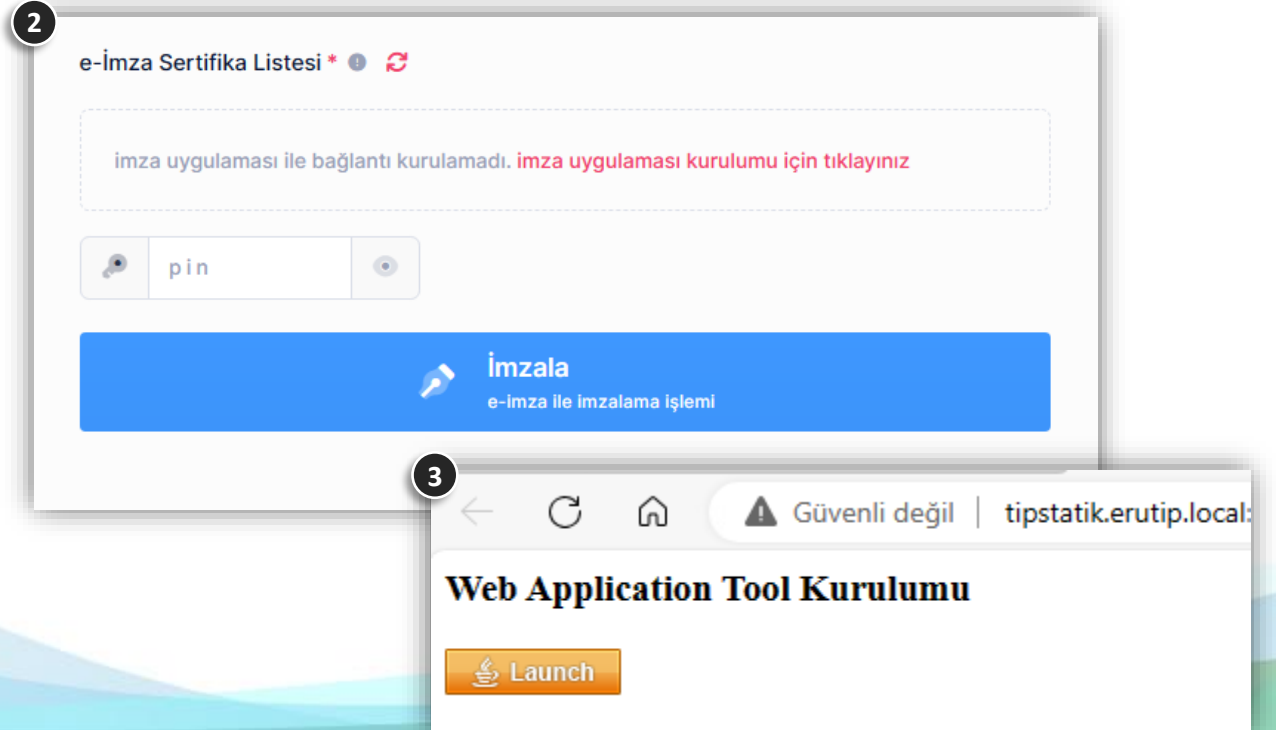 2
e-İmza Sertifika Listesi *
imza uygulaması ile bağlantı kurulamadı. imza uygulaması kurulumu için tıklayınız
pin
İmzala
e-imza ile imzalama işlemi
3
Güvenli değil | tipstatik.erutip.local:
Web Application Tool Kurulumu
Launch